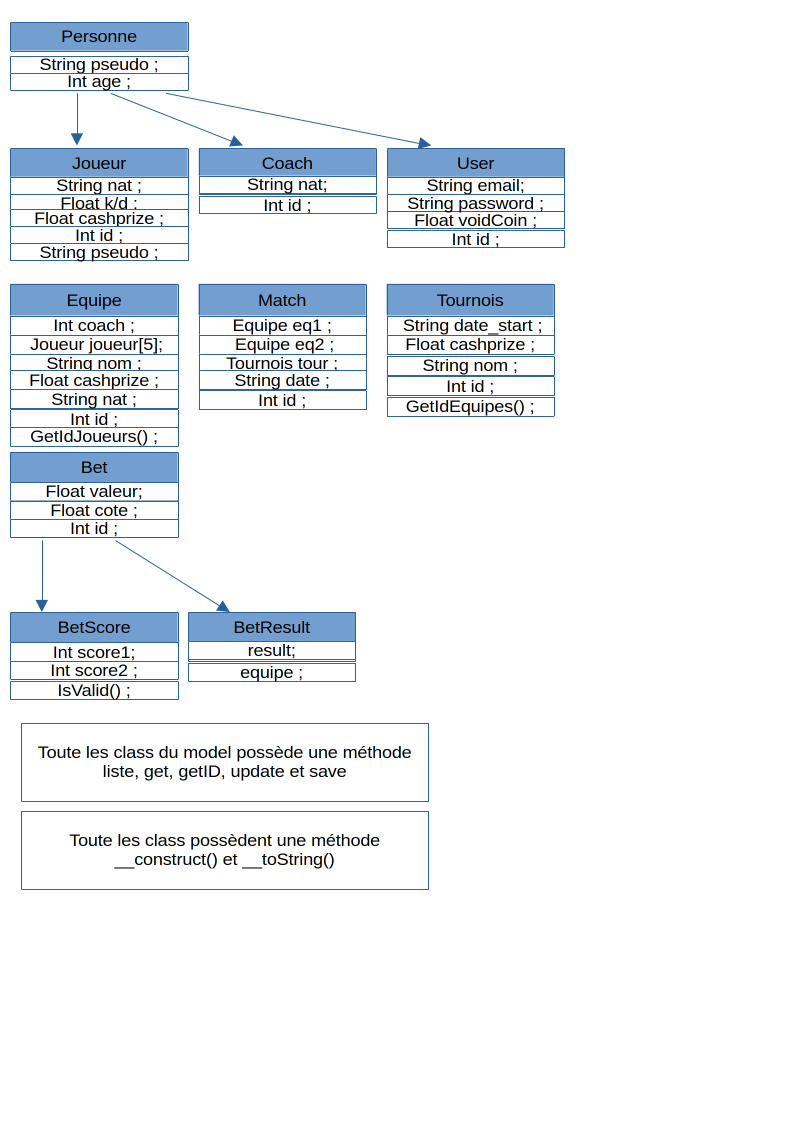 Personne
String pseudo ;
Int age ;
Joueur
String nat ;
Float k/d ;
Float cashprize ;
Int id ;
String pseudo ;
Coach
String nat;
Int id ;
User
String email;
String password ;
Float voidCoin ;
Int id ;
Equipe
Int coach ;
Joueur joueur[5];
String nom ;
Float cashprize ;
String nat ;
Int id ;
GetIdJoueurs() ;
Match
Equipe eq1 ;
Equipe eq2 ;
Tournois tour ;
String date ;
Int id ;
Tournois
String date_start ;
Float cashprize ;
String nom ;
Int id ;
GetIdEquipes() ;
Bet
Float valeur;
Float cote ;
Int id ;
BetScore
Int score1;
Int score2 ;
IsValid() ;
BetResult
result;
equipe ;
Toute les class du model possède une méthode
liste, get, getID, update et save
Toute les class possèdent une méthode
__construct() et __toString()